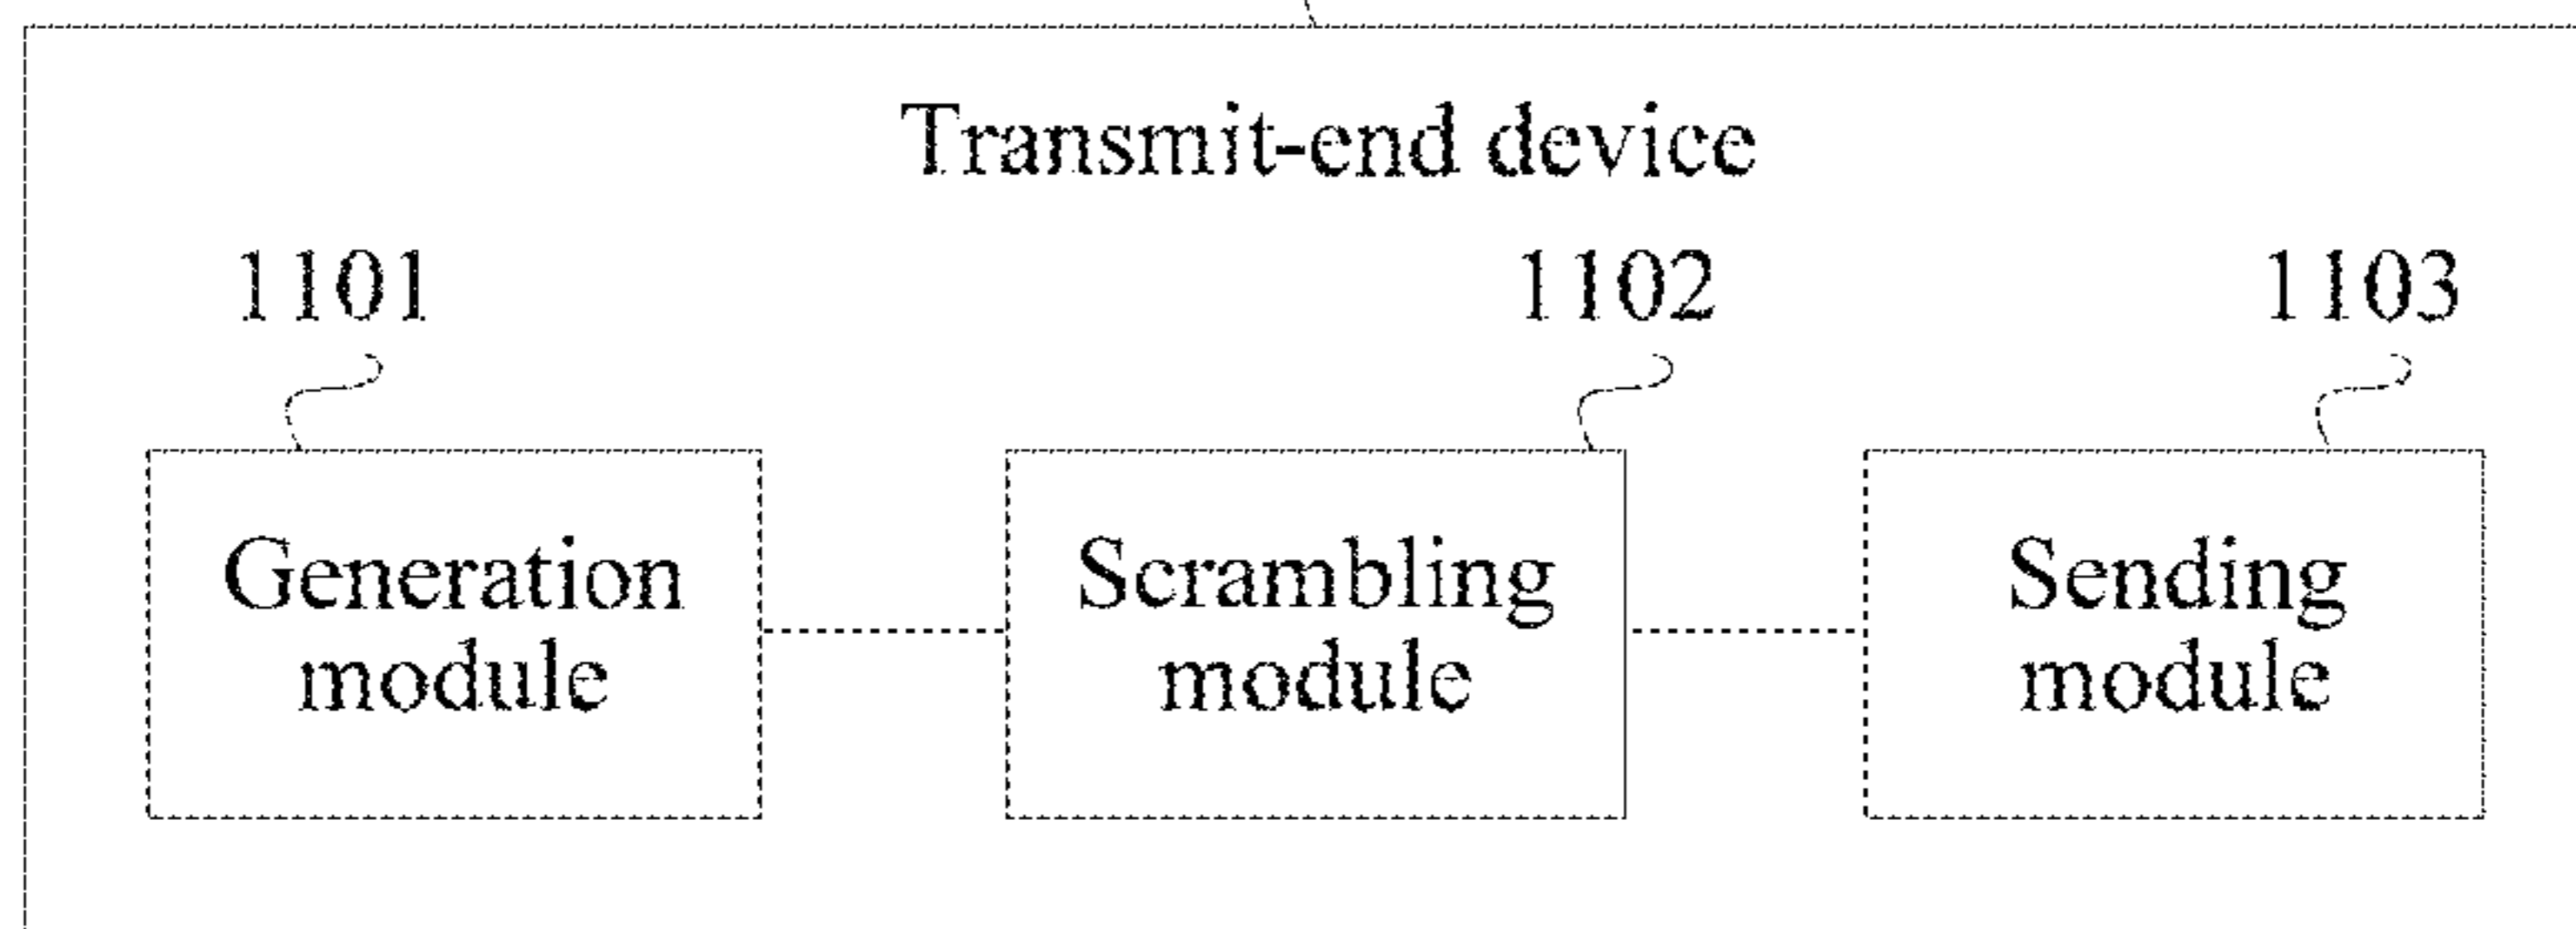 Transmit-end device
1101
1102
1103
Generation
module
Scrambling
module
Sending
module